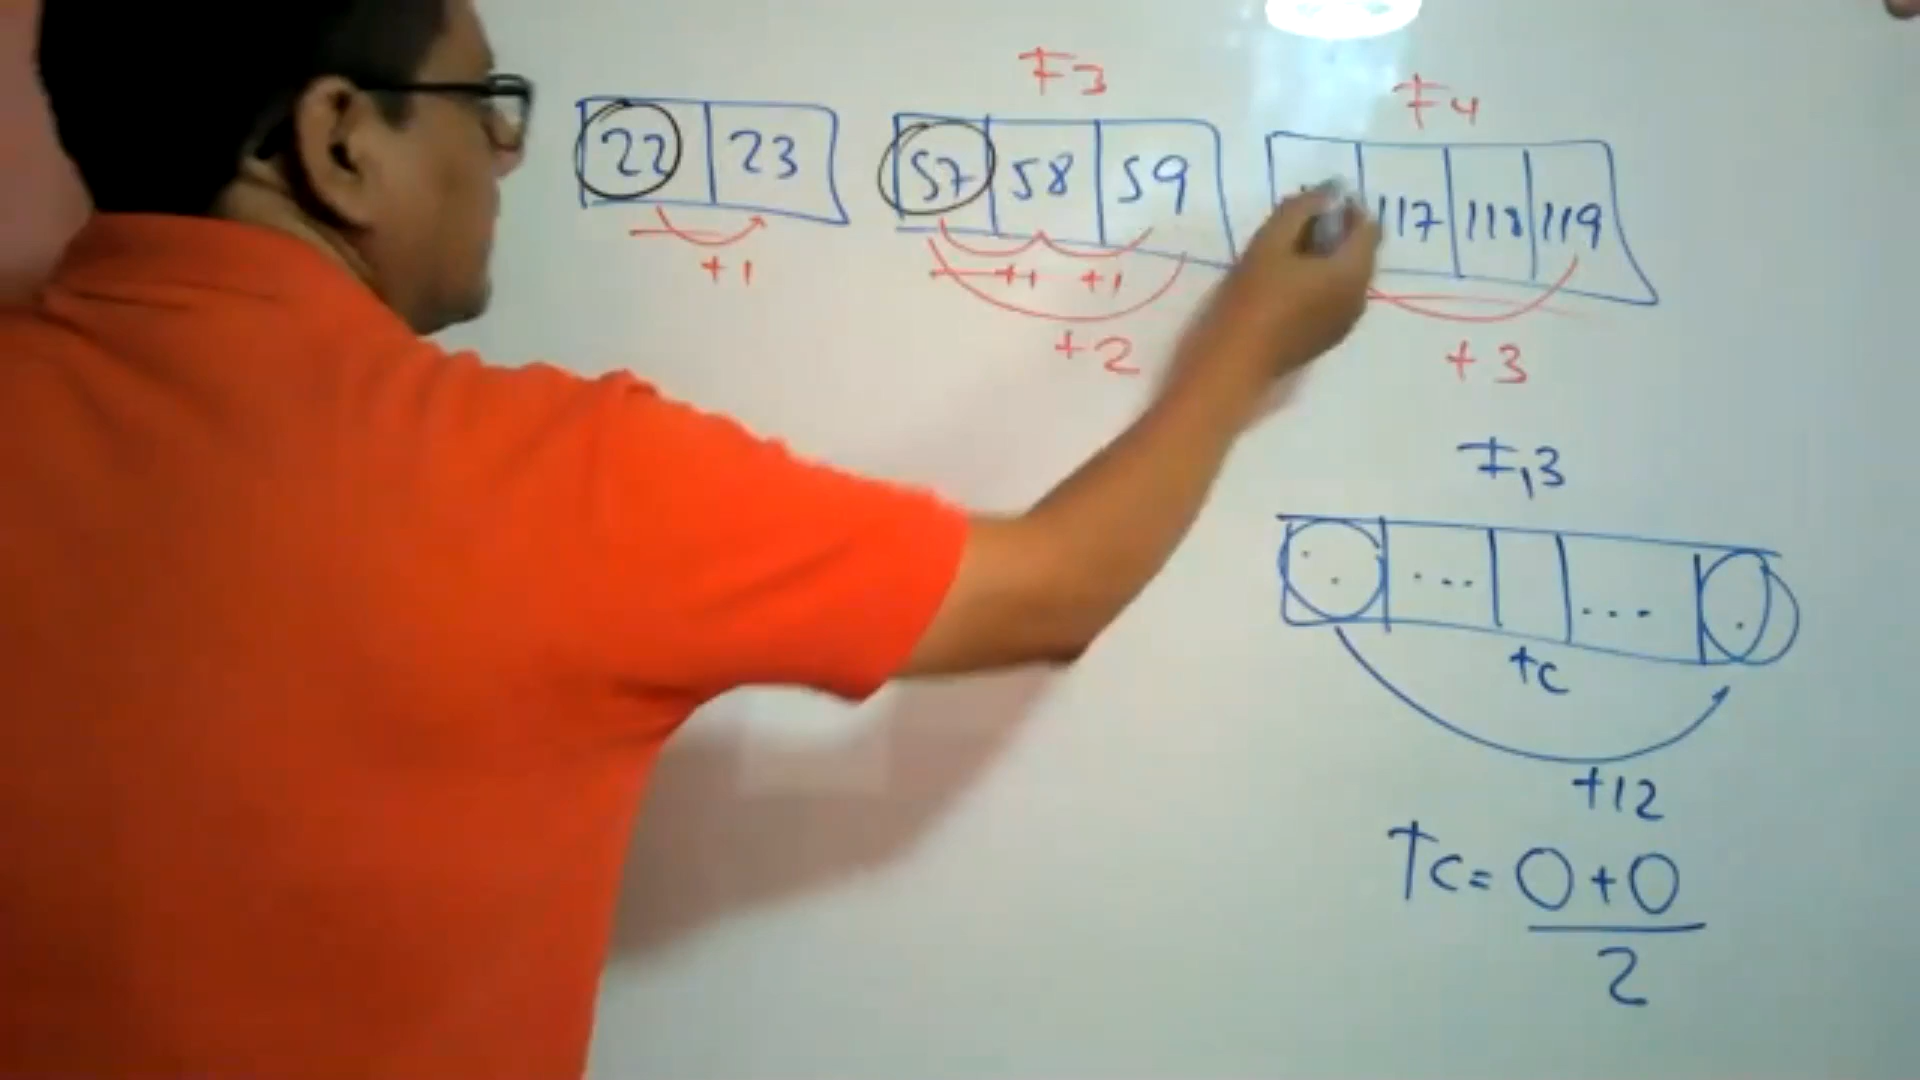 F3
F4
22 23
57 58 59
117 118 119
+1
+1 +1
+2
+3
F13
... ...
tc
+12
Tc= 0+0
2